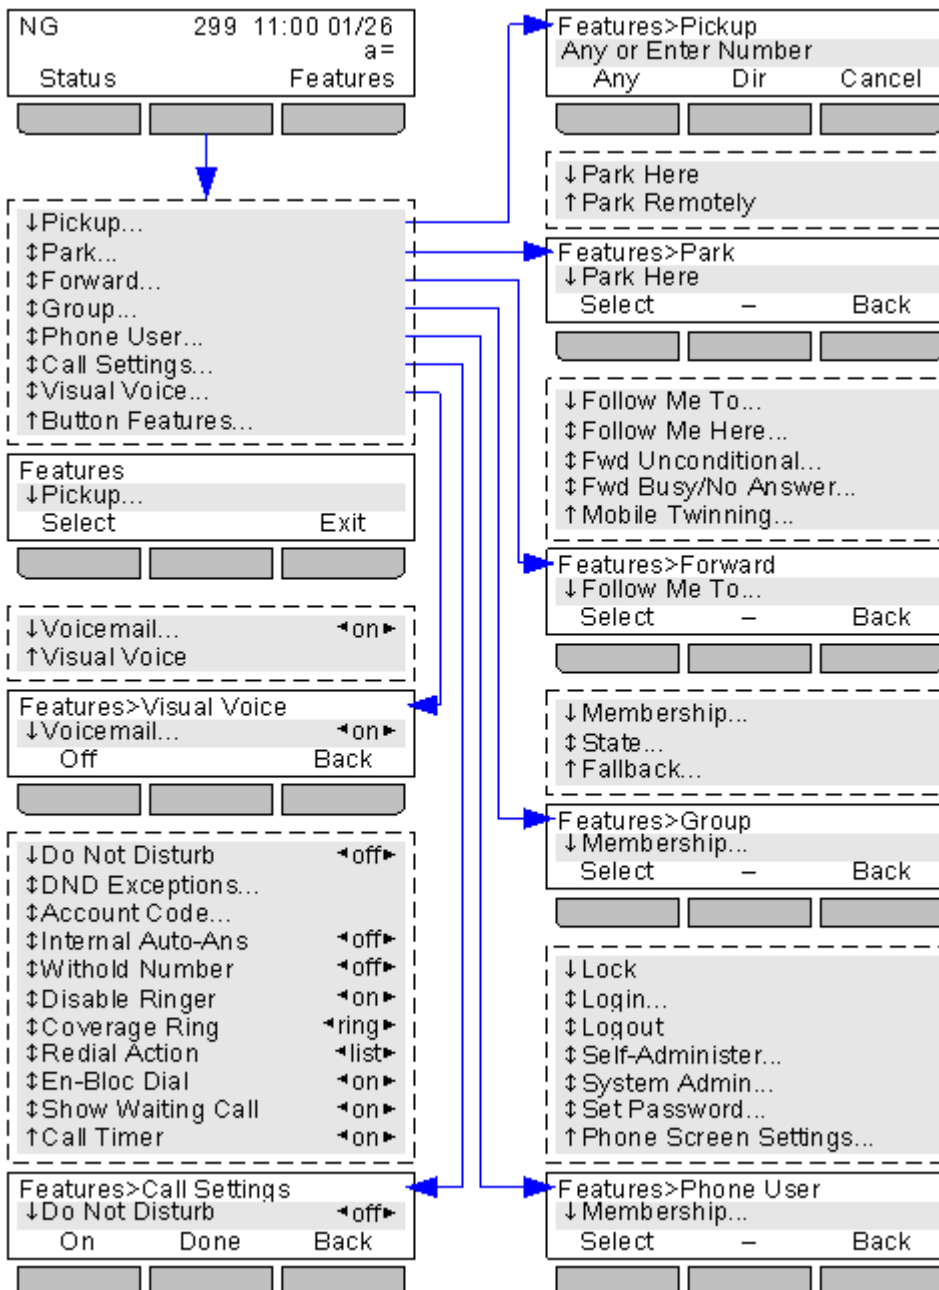 NG 299 11:00 01/26
a=
Status Features
↓Pickup...
↕Park...
↕Forward...
↕Group...
↕Phone User...
↕Call Settings...
↕Visual Voice...
↑Button Features...
Features
↓Pickup...
Select Exit
↓Voicemail... ◄on►
↑Visual Voice
Features>Visual Voice
↓Voicemail... ◄on►
Off Back
↓Do Not Disturb ◄off►
↕DND Exceptions...
↕Account Code...
↕Internal Auto-Ans ◄off►
↕Withold Number ◄off►
↕Disable Ringer ◄on►
↕Coverage Ring ◄ring►
↕Redial Action ◄list►
↕En-Bloc Dial ◄on►
↕Show Waiting Call ◄on►
↑Call Timer ◄on►
Features>Call Settings
↓Do Not Disturb ◄off►
On Done Back
Features>Pickup
Any or Enter Number
Any Dir Cancel
↓Park Here
↑Park Remotely
Features>Park
↓Park Here
Select – Back
↓Follow Me To...
↕Follow Me Here...
↕Fwd Unconditional...
↕Fwd Busy/No Answer...
↑Mobile Twinning...
Features>Forward
↓Follow Me To...
Select – Back
↓Membership...
↕State...
↑Fallback...
Features>Group
↓Membership...
Select – Back
↓Lock
↕Login...
↕Logout
↕Self-Administer...
↕System Admin...
↕Set Password...
↑Phone Screen Settings...
Features>Phone User
↓Membership...
Select – Back